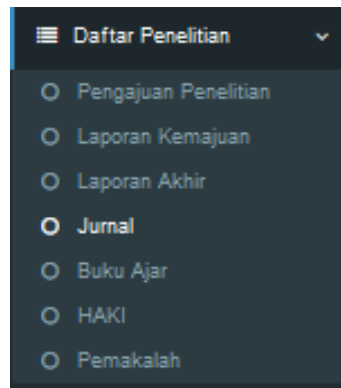 Daftar Penelitian
Pengajuan Penelitian
Laporan Kemajuan
Laporan Akhir
Jurnal
Buku Ajar
HAKI
Pemakalah